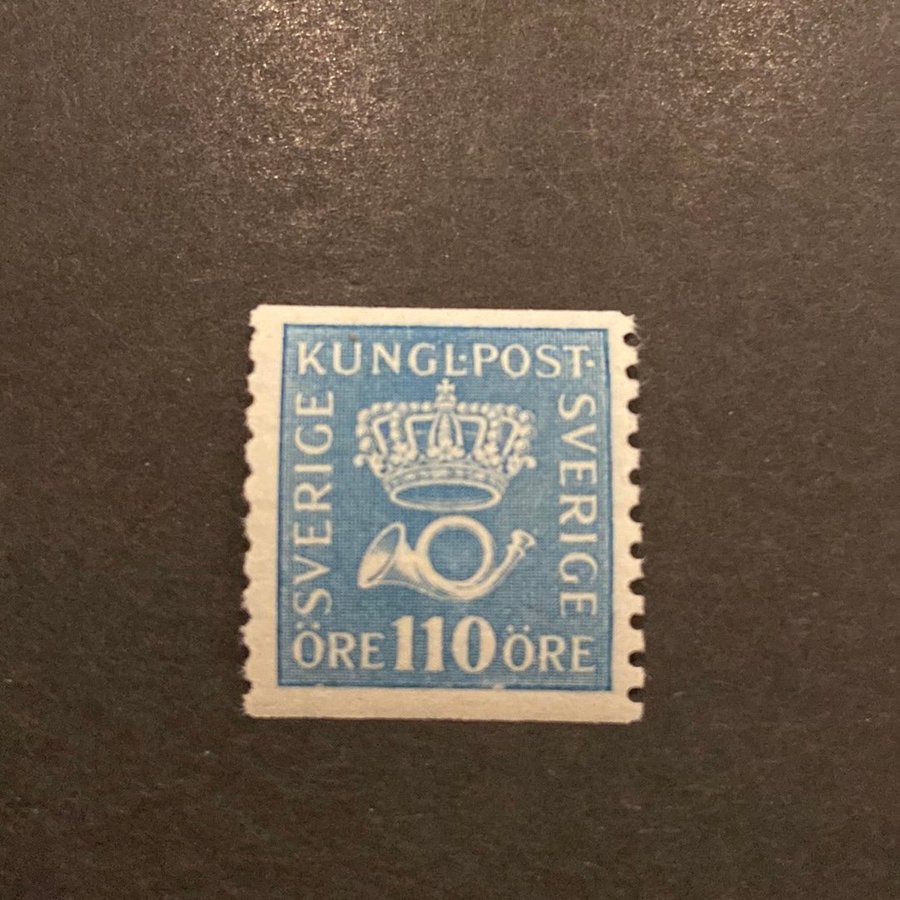 KUNGL·POST·
SVERIGE
SVERIGE
ÖRE 110 ÖRE